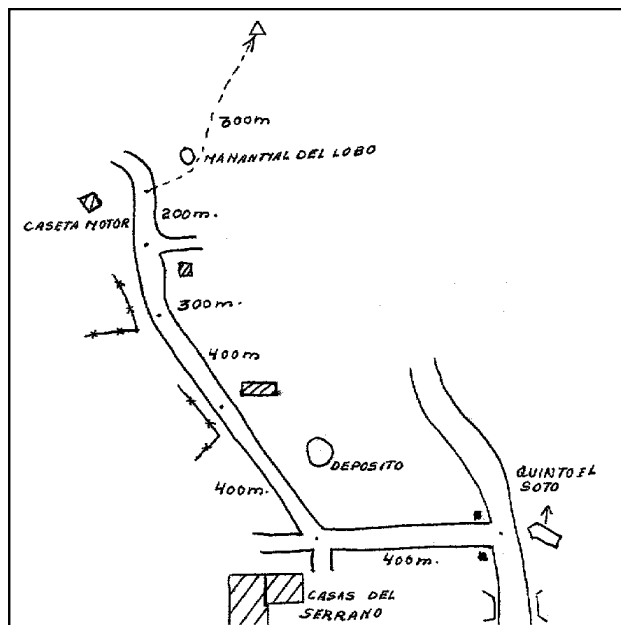 800m
MANANTIAL DEL LOBO
200m.
CASETA MOTOR
300m.
400m
DEPOSITO
QUINTO EL
SOTO
400m.
400m.
CASAS DEL
SERRANO